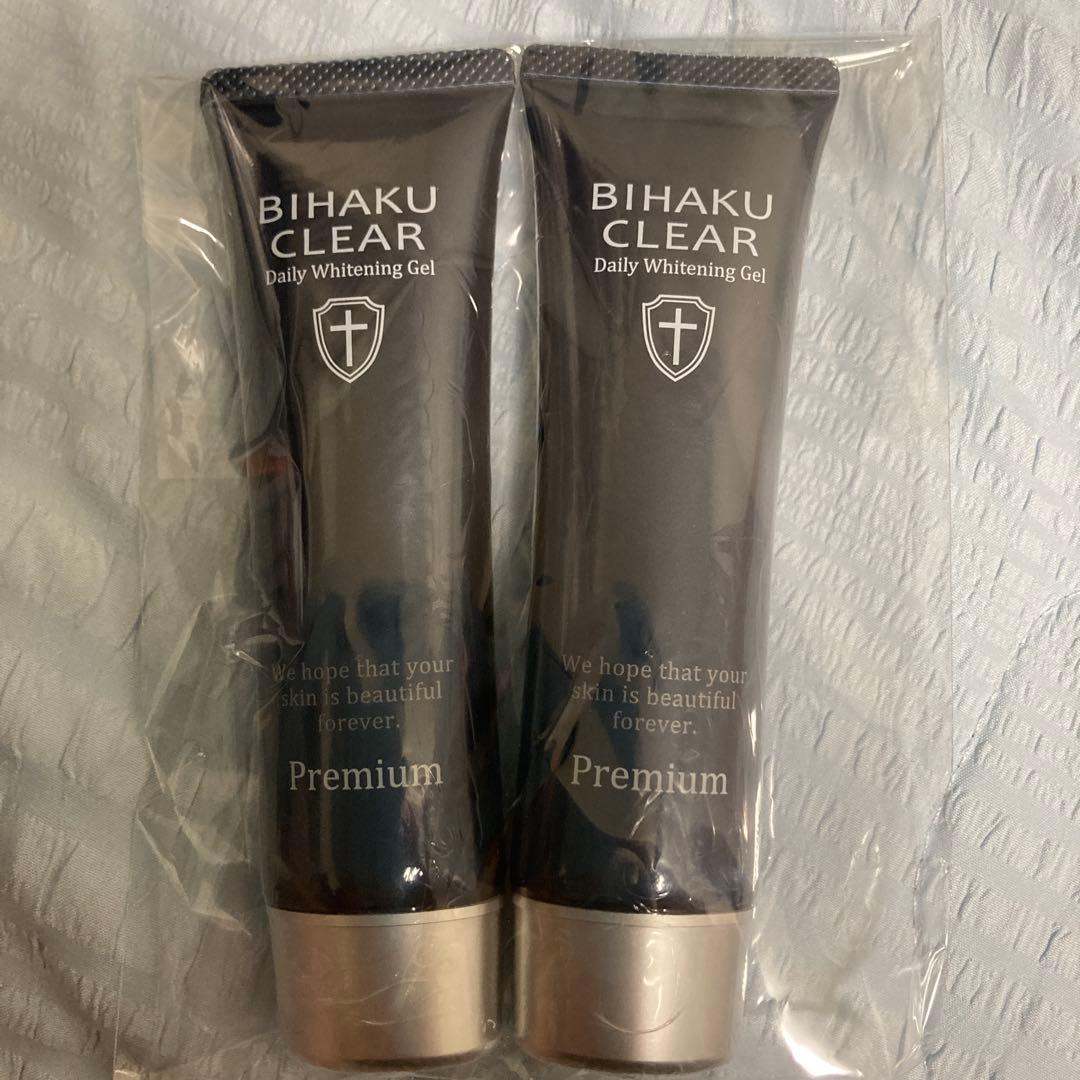 BIHAKU
CLEAR
Daily Whitening Gel
We hope that your
skin is beautiful
forever.
Premium
BIHAKU
CLEAR
Daily Whitening Gel
We hope that your
skin is beautiful
forever.
Premium